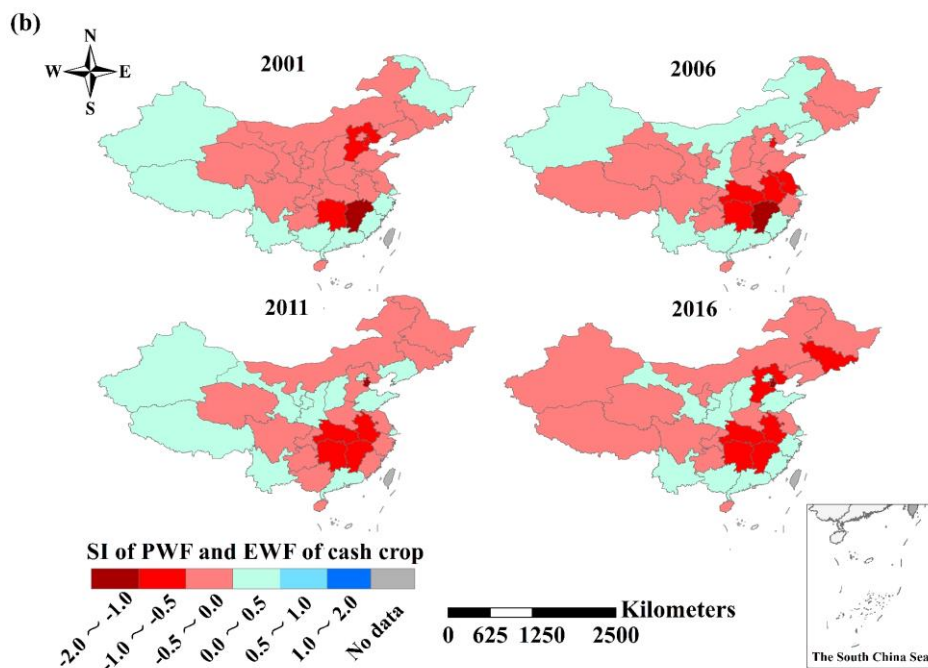 (b)
N
W E
S
2001
2006
2011
2016
SI of PWF and EWF of cash crop
-2.0～-1.0
-1.0～-0.5
-0.5～0.0
0.0～0.5
0.5～1.0
1.0～2.0
No data
Kilometers
0 625 1250 2500
The South China Sea